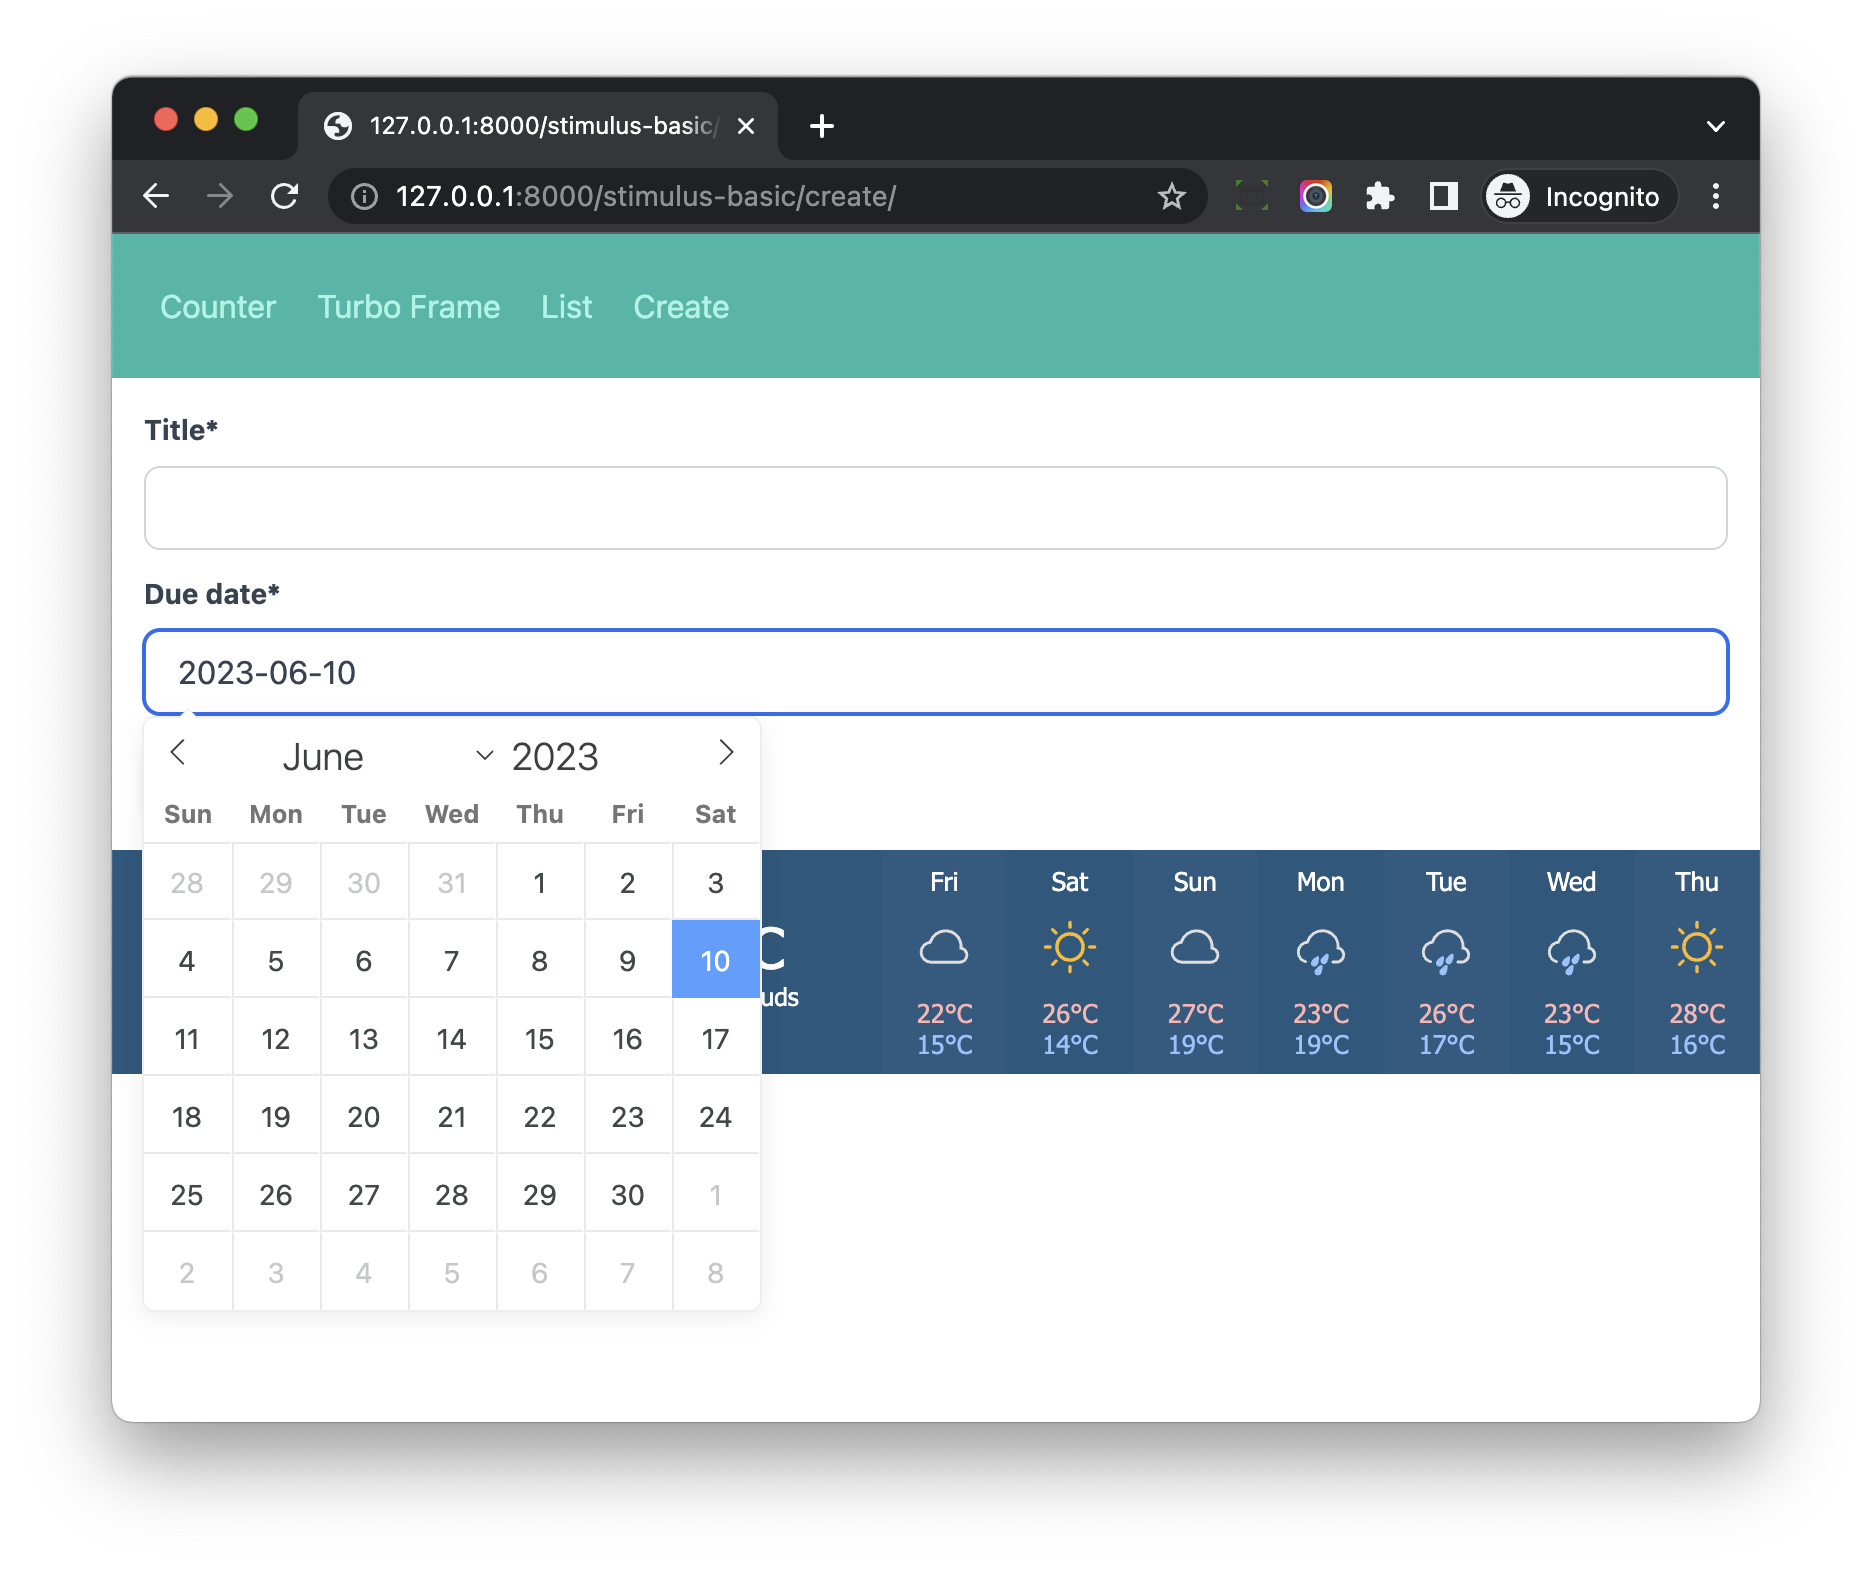 127.0.0.1:8000/stimulus-basic/
127.0.0.1:8000/stimulus-basic/create/
Incognito
Counter Turbo Frame List Create
Title*
Due date*
2023-06-10
June 2023
Sun Mon Tue Wed Thu Fri Sat
28 29 30 31 1 2 3
4 5 6 7 8 9 10
11 12 13 14 15 16 17
18 19 20 21 22 23 24
25 26 27 28 29 30 1
2 3 4 5 6 7 8
C
uds
Fri Sat Sun Mon Tue Wed Thu
22°C 26°C 27°C 23°C 26°C 23°C 28°C
15°C 14°C 19°C 19°C 17°C 15°C 16°C